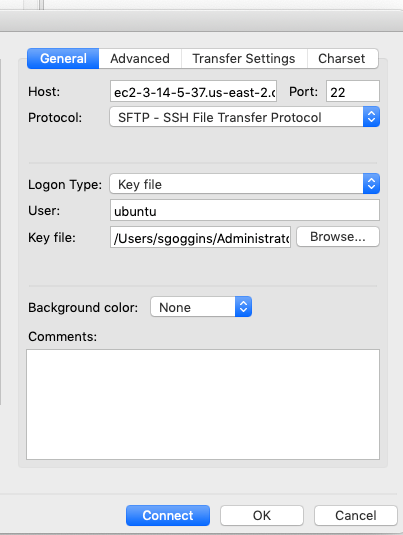 General Advanced Transfer Settings Charset
Host: ec2-3-14-5-37.us-east-2. Port: 22
Protocol: SFTP - SSH File Transfer Protocol
Logon Type: Key file
User: ubuntu
Key file: /Users/sgoggins/Administrat Browse...
Background color: None
Comments:
Connect OK Cancel